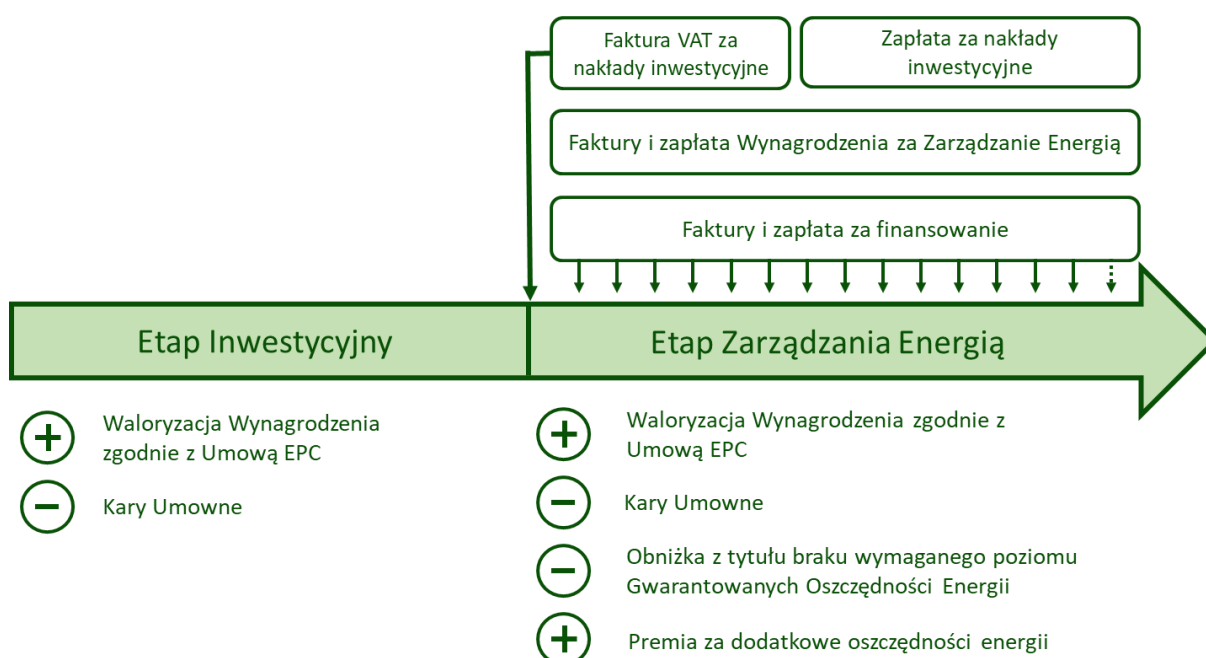 Faktura VAT za
nakłady inwestycyjne
Zapłata za nakłady
inwestycyjne
Faktury i zapłata Wynagrodzenia za Zarządzanie Energią
Faktury i zapłata za finansowanie
Etap Inwestycyjny
Etap Zarządzania Energią
Waloryzacja Wynagrodzenia
zgodnie z Umową EPC
Kary Umowne
Waloryzacja Wynagrodzenia zgodnie z
Umową EPC
Kary Umowne
Obniżka z tytułu braku wymaganego poziomu
Gwarantowanych Oszczędności Energii
Premia za dodatkowe oszczędności energii